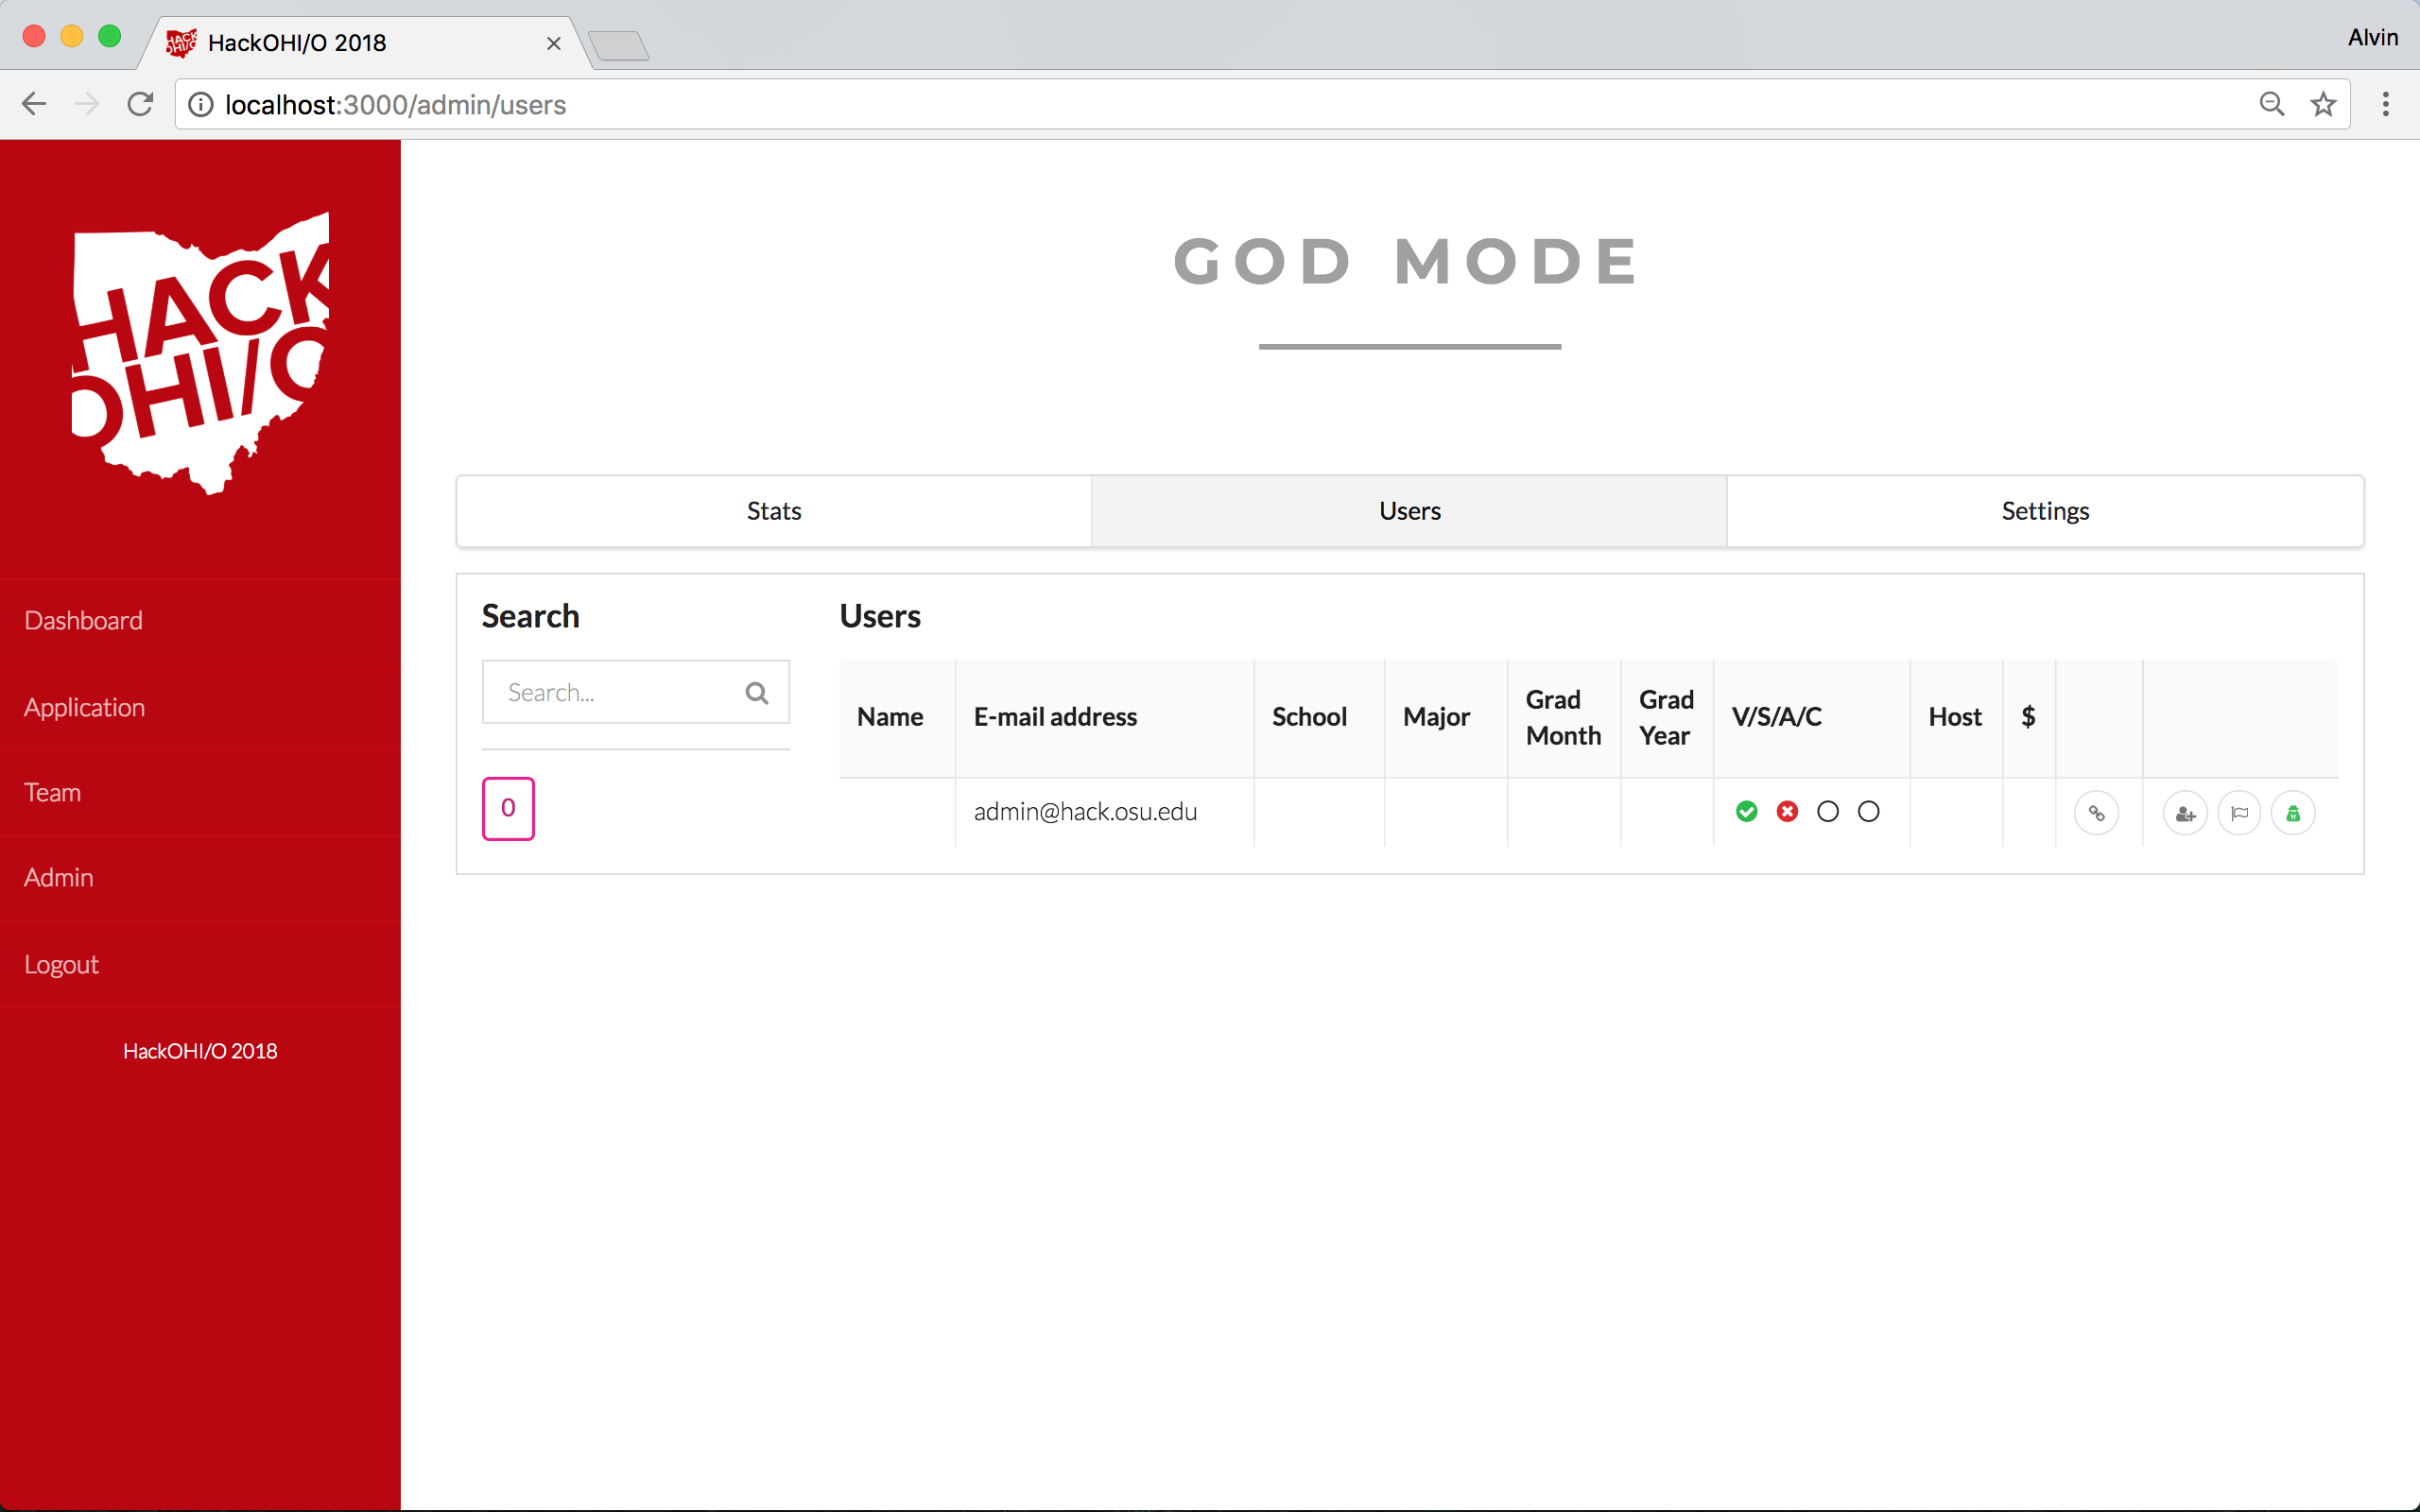 HackOHI/O 2018
Alvin
localhost:3000/admin/users
HACK
OHI/O
Dashboard
Application
Team
Admin
Logout
HackOHI/O 2018
GOD MODE
Stats
Users
Settings
Search
Search...
0
Users
Name
E-mail address
School
Major
Grad Month
Grad Year
V/S/A/C
Host
$
admin@hack.osu.edu